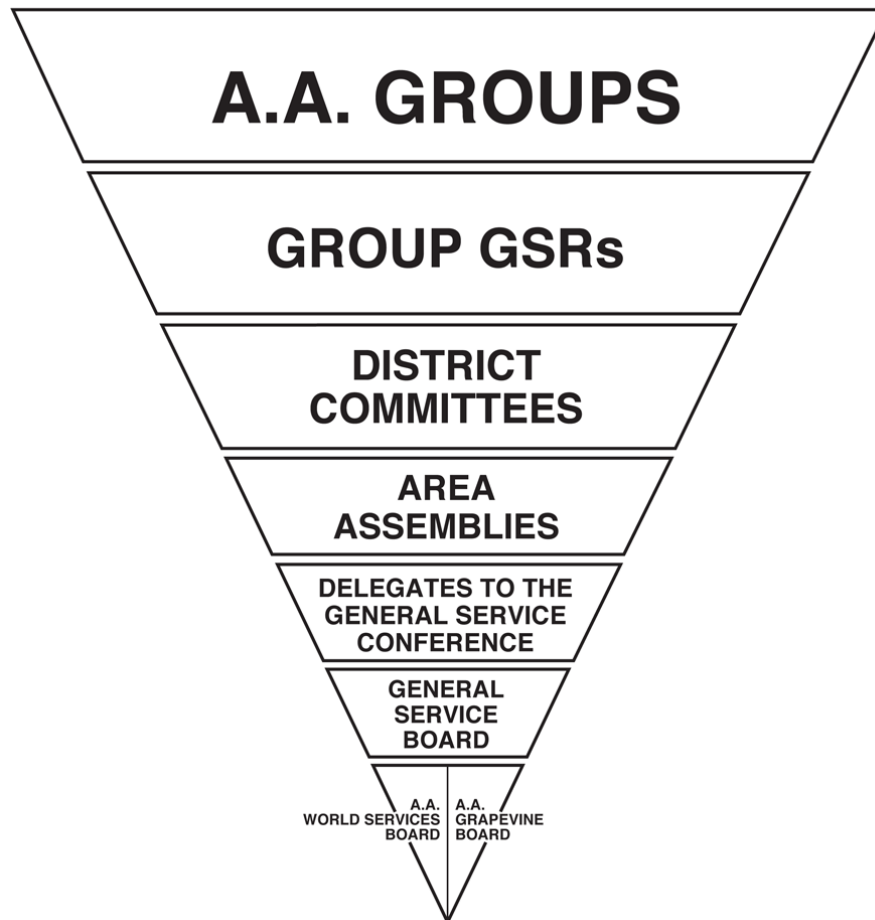 A.A. GROUPS
GROUP GSRs
DISTRICT
COMMITTEES
AREA
ASSEMBLIES
DELEGATES TO THE
GENERAL SERVICE
CONFERENCE
GENERAL
SERVICE
BOARD
A.A.
WORLD SERVICES
BOARD
A.A.
GRAPEVINE
BOARD